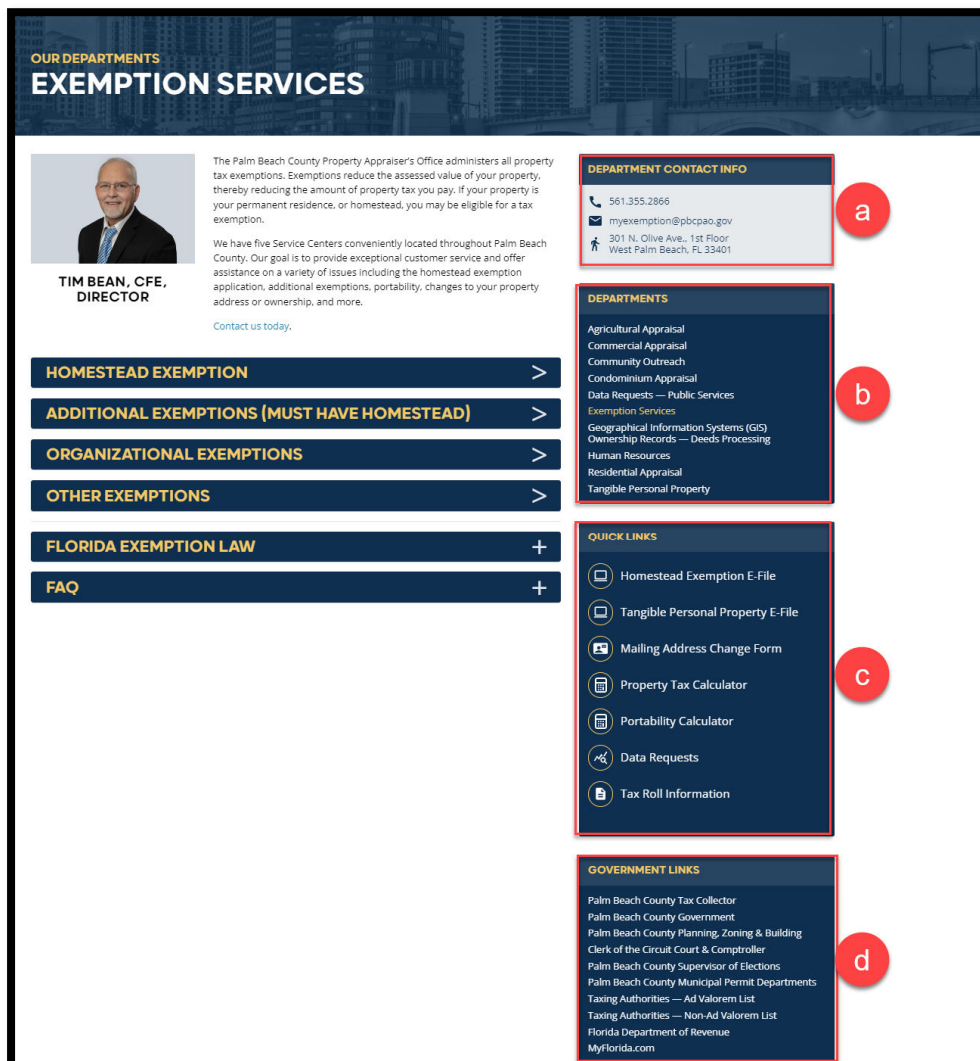 OUR DEPARTMENTS
EXEMPTION SERVICES
TIM BEAN, CFE,
DIRECTOR
The Palm Beach County Property Appraiser's Office administers all property
tax exemptions. Exemptions reduce the assessed value of your property,
thereby reducing the amount of property tax you pay. If your property is
your permanent residence, or homestead, you may be eligible for a tax
exemption.
We have five Service Centers conveniently located throughout Palm Beach
County. Our goal is to provide exceptional customer service and offer
assistance on a variety of issues including the homestead exemption
application, additional exemptions, portability, changes to your property
address or ownership, and more.
Contact us today.
HOMESTEAD EXEMPTION >
ADDITIONAL EXEMPTIONS (MUST HAVE HOMESTEAD) >
ORGANIZATIONAL EXEMPTIONS >
OTHER EXEMPTIONS >
FLORIDA EXEMPTION LAW +
FAQ +
DEPARTMENT CONTACT INFO
561.355.2866
myexemption@pbcpao.gov
301 N. Olive Ave., 1st Floor
West Palm Beach, FL 33401
a
DEPARTMENTS
Agricultural Appraisal
Commercial Appraisal
Community Outreach
Condominium Appraisal
Data Requests — Public Services
Exemption Services
Geographical Information Systems (GIS)
Ownership Records — Deeds Processing
Human Resources
Residential Appraisal
Tangible Personal Property
b
QUICK LINKS
Homestead Exemption E-File
Tangible Personal Property E-File
Mailing Address Change Form
Property Tax Calculator
Portability Calculator
Data Requests
Tax Roll Information
c
GOVERNMENT LINKS
Palm Beach County Tax Collector
Palm Beach County Government
Palm Beach County Planning, Zoning & Building
Clerk of the Circuit Court & Comptroller
Palm Beach County Supervisor of Elections
Palm Beach County Municipal Permit Departments
Taxing Authorities — Ad Valorem List
Taxing Authorities — Non-Ad Valorem List
Florida Department of Revenue
MyFlorida.com
d